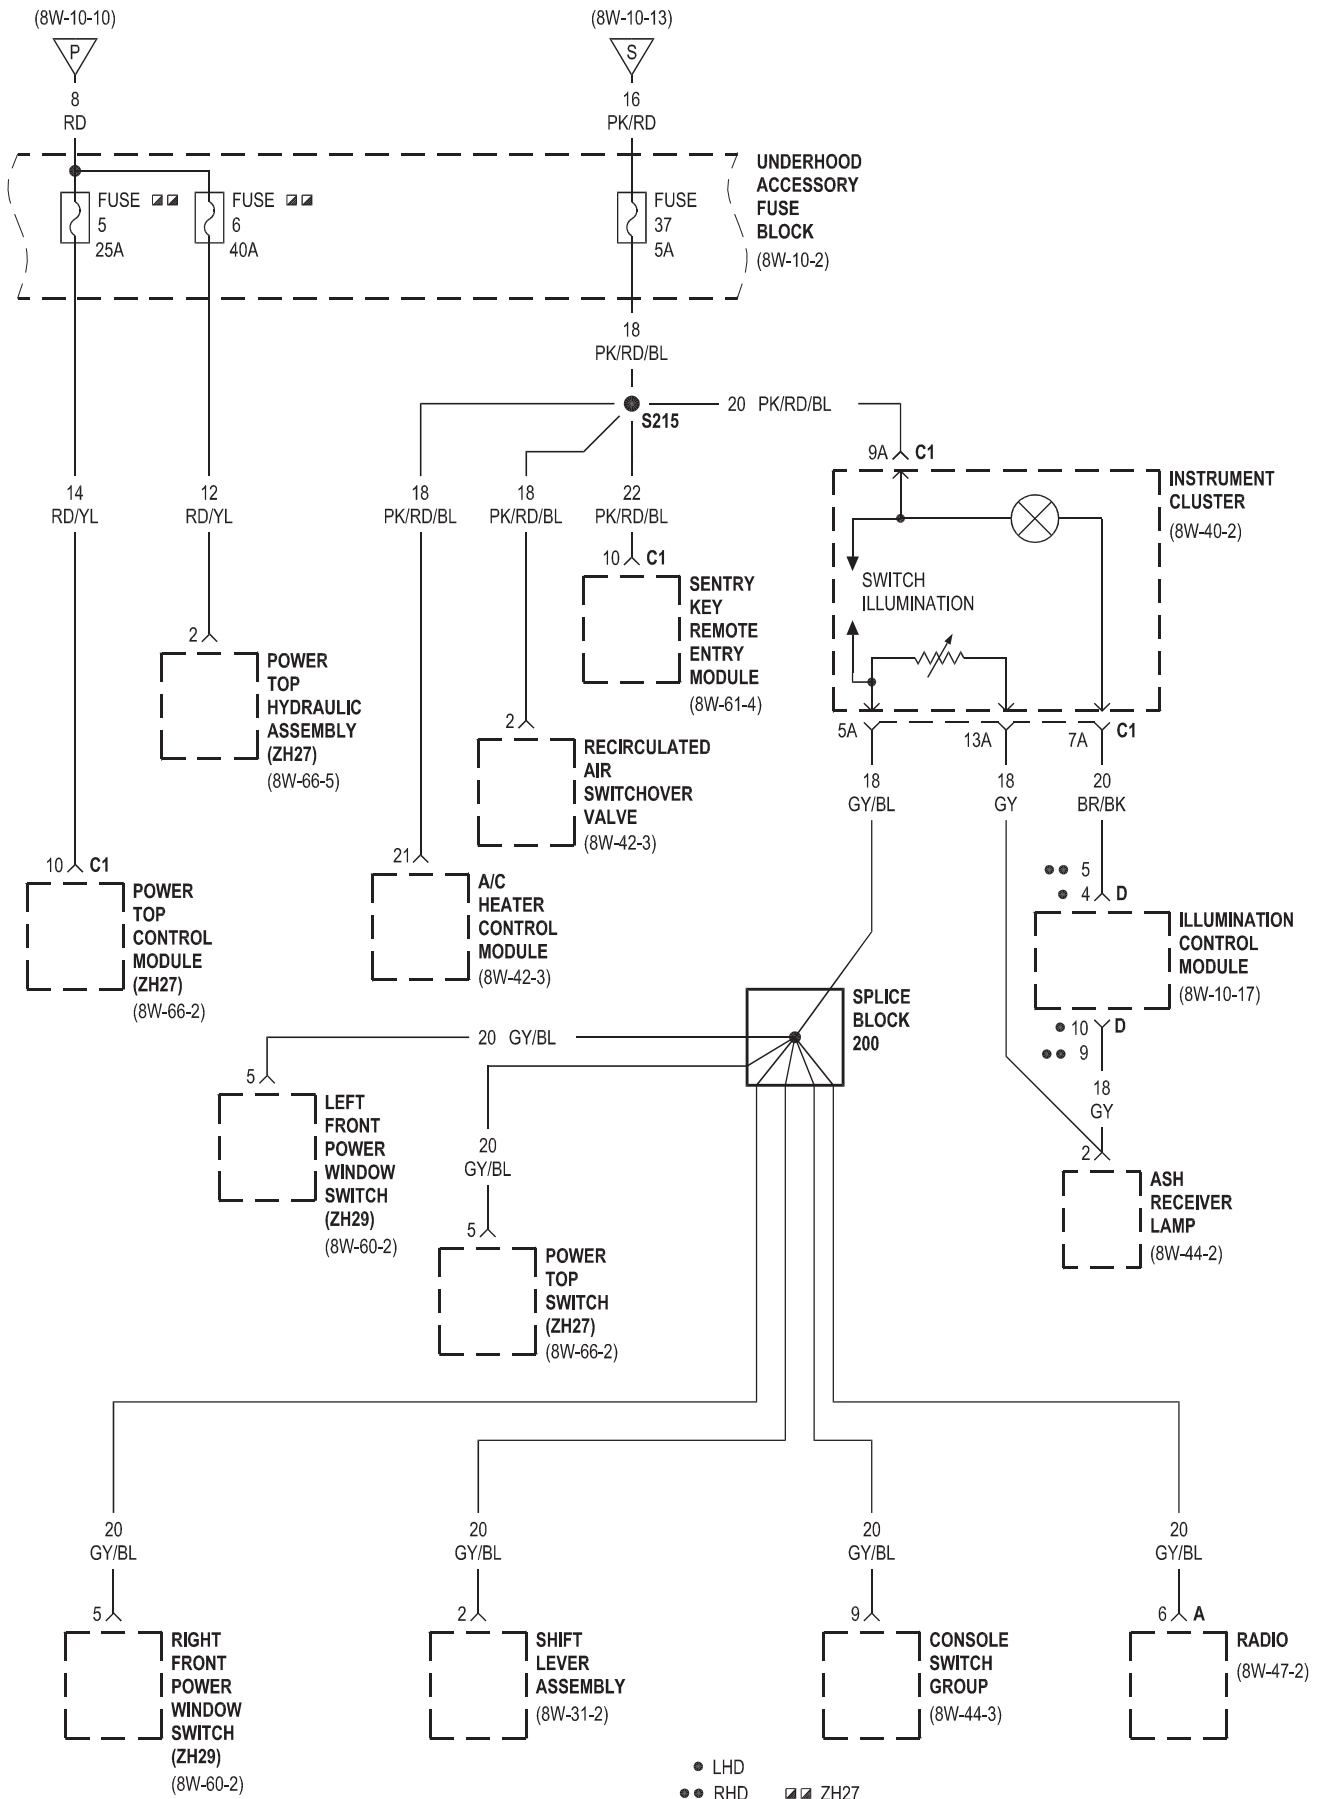 (8W-10-10)
P
8
RD
(8W-10-13)
S
16
PK/RD
UNDERHOOD
ACCESSORY
FUSE
BLOCK
(8W-10-2)
FUSE
5
25A
FUSE
6
40A
FUSE
37
5A
18
PK/RD/BL
S215
20 PK/RD/BL
9A C1
INSTRUMENT
CLUSTER
(8W-40-2)
14
RD/YL
12
RD/YL
18
PK/RD/BL
18
PK/RD/BL
22
PK/RD/BL
10 C1
SENTRY
KEY
REMOTE
ENTRY
MODULE
(8W-61-4)
SWITCH
ILLUMINATION
2
POWER
TOP
HYDRAULIC
ASSEMBLY
(ZH27)
(8W-66-5)
2
RECIRCULATED
AIR
SWITCHOVER
VALVE
(8W-42-3)
5A
13A
7A C1
18
GY/BL
18
GY
20
BR/BK
10 C1
POWER
TOP
CONTROL
MODULE
(ZH27)
(8W-66-2)
21
A/C
HEATER
CONTROL
MODULE
(8W-42-3)
5
4 D
ILLUMINATION
CONTROL
MODULE
(8W-10-17)
10 D
9
18
GY
2
ASH
RECEIVER
LAMP
(8W-44-2)
SPLICE
BLOCK
200
20 GY/BL
5
LEFT
FRONT
POWER
WINDOW
SWITCH
(ZH29)
(8W-60-2)
20
GY/BL
5
POWER
TOP
SWITCH
(ZH27)
(8W-66-2)
20
GY/BL
5
RIGHT
FRONT
POWER
WINDOW
SWITCH
(ZH29)
(8W-60-2)
20
GY/BL
2
SHIFT
LEVER
ASSEMBLY
(8W-31-2)
20
GY/BL
9
CONSOLE
SWITCH
GROUP
(8W-44-3)
20
GY/BL
6 A
RADIO
(8W-47-2)
LHD
RHD
ZH27